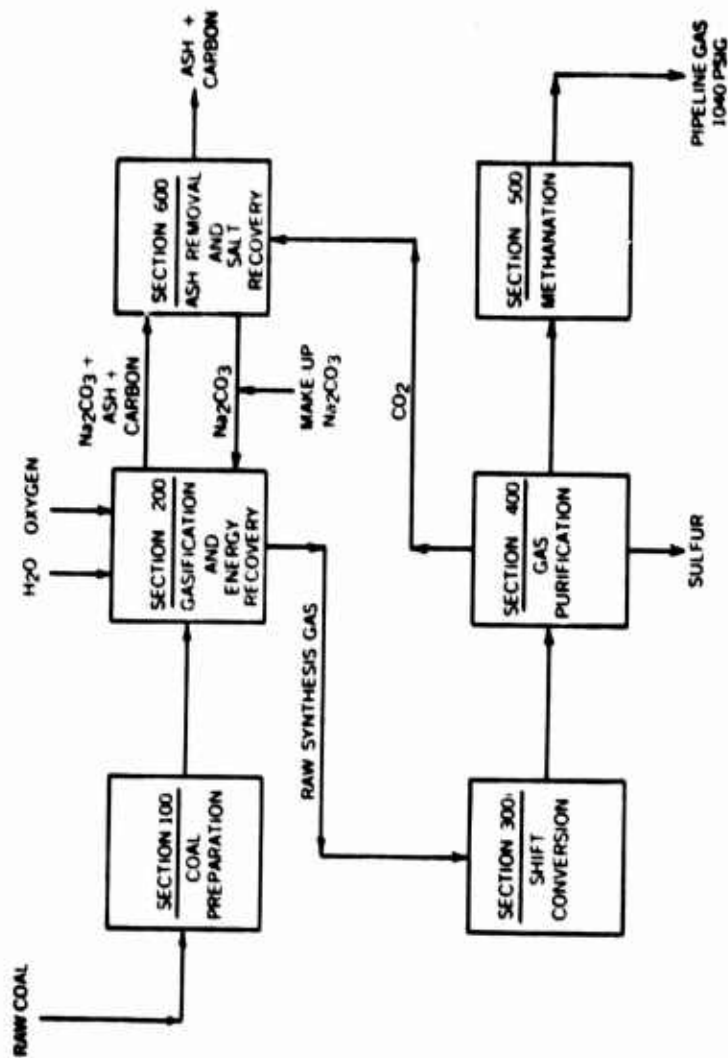 RAW COAL
SECTION 100
COAL
PREPARATION
H2O
OXYGEN
SECTION 200
GASIFICATION
AND
ENERGY
RECOVERY
Na2CO3 +
ASH +
CARBON
Na2CO3
MAKE UP
Na2CO3
SECTION 600
ASH REMOVAL
AND
SALT
RECOVERY
ASH +
CARBON
RAW SYNTHESIS GAS
CO2
SECTION 300
SHIFT
CONVERSION
SECTION 400
GAS
PURIFICATION
SULFUR
SECTION 500
METHANATION
PIPELINE GAS
1040 PSIG